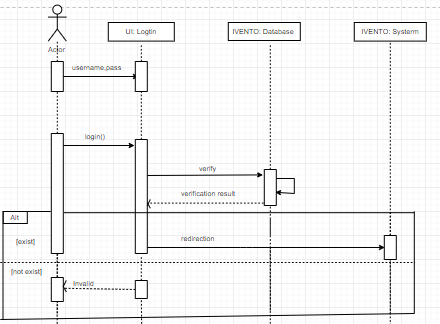 Actor
UI: Logtin
IVENTO: Database
IVENTO: Systerm
username,pass
login()
verify
verification result
Alt
[exist]
redirection
[not exist]
Invalid